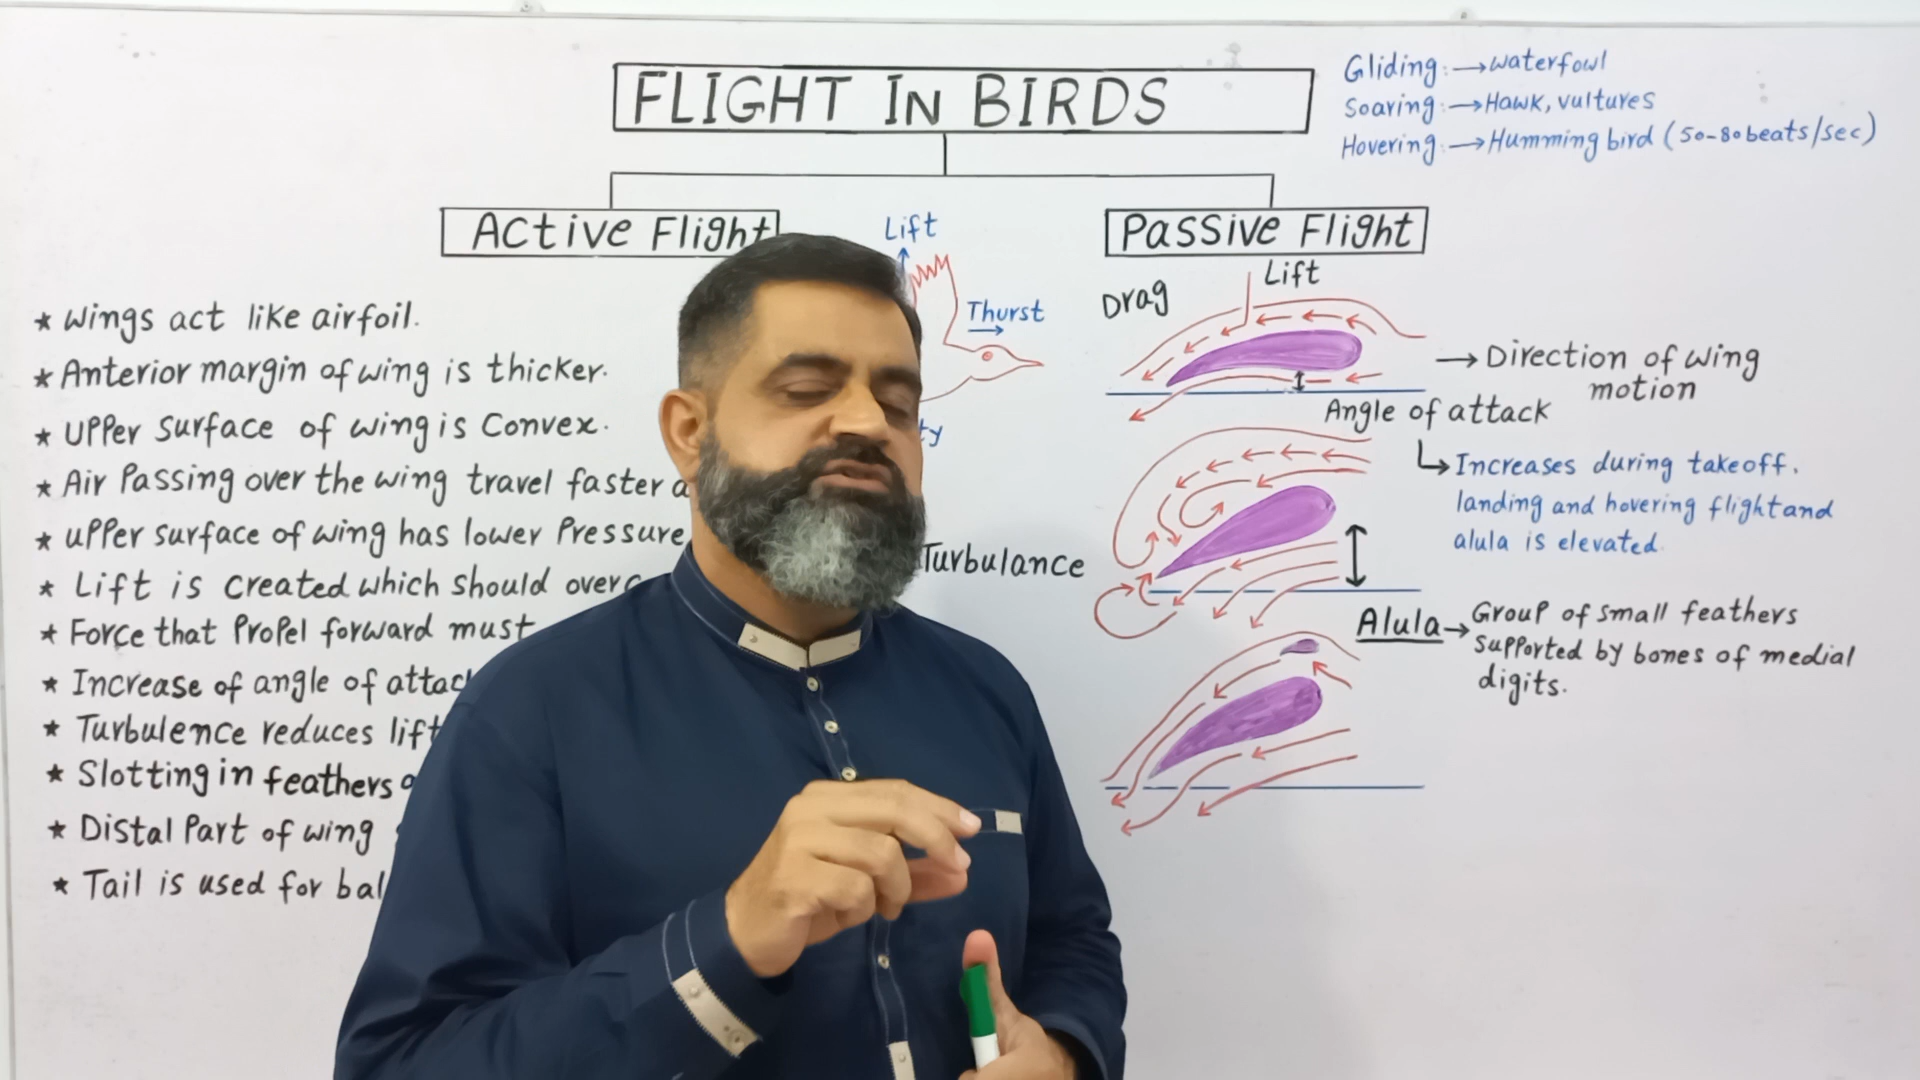 FLIGHT IN BIRDS
Gliding: → waterfowl
Soaring: → Hawk, vultures
Hovering: → Humming bird (50-80 beats/sec)
Active Flight
Passive Flight
Lift
Thurst
★ Wings act like airfoil.
★ Anterior margin of wing is thicker.
★ Upper surface of wing is Convex.
★ Air Passing over the wing travel faster
★ upper surface of wing has lower Pressure
★ Lift is created which should
★ Force that Propel forward must
★ Increase of angle of
★ Turbulence reduces lift
★ Slotting in feathers
★ Distal Part of wing
★ Tail is used for
Drag
Lift
→ Direction of wing
motion
Angle of attack
↳ Increases during takeoff.
landing and hovering flight and
alula is elevated.
Turbulance
Alula → Group of small feathers
supported by bones of medial
digits.